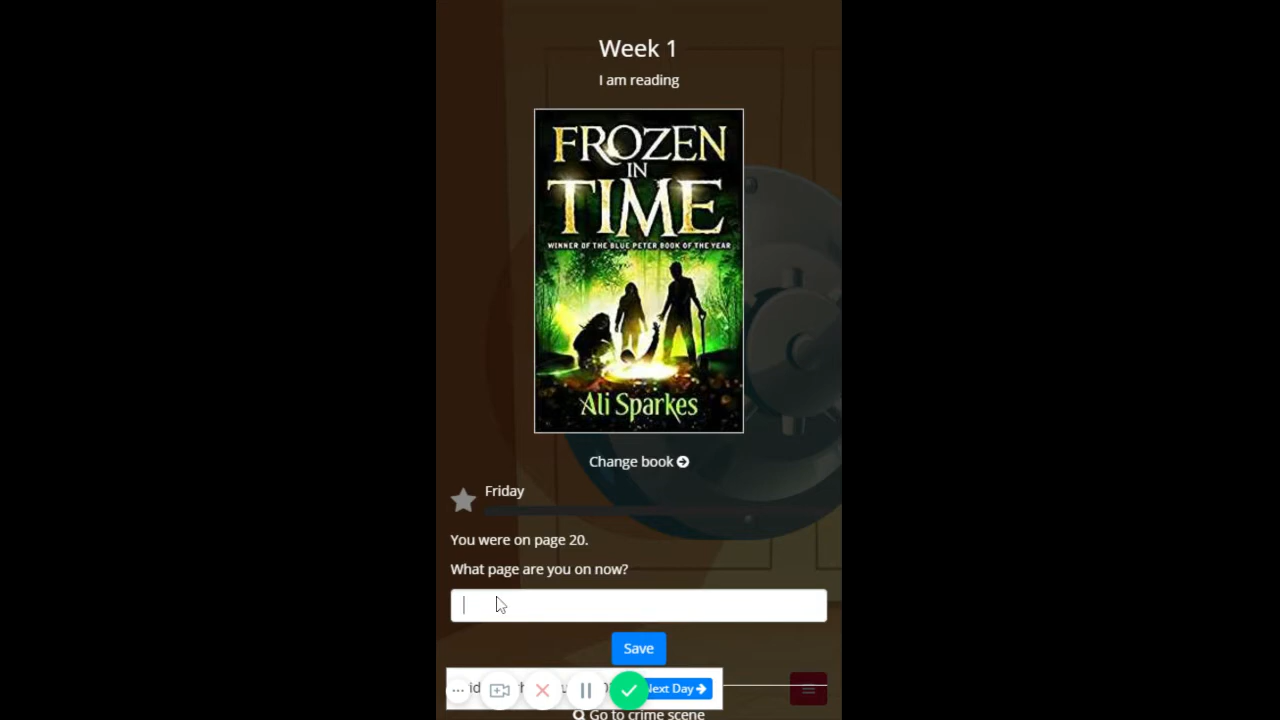 Week 1
I am reading
FROZEN
IN
TIME
WINNER OF THE BLUE PETER BOOK OF THE YEAR
Ali Sparkes
Change book
Friday
You were on page 20.
What page are you on now?
Save
Next Day
Go to crime scene